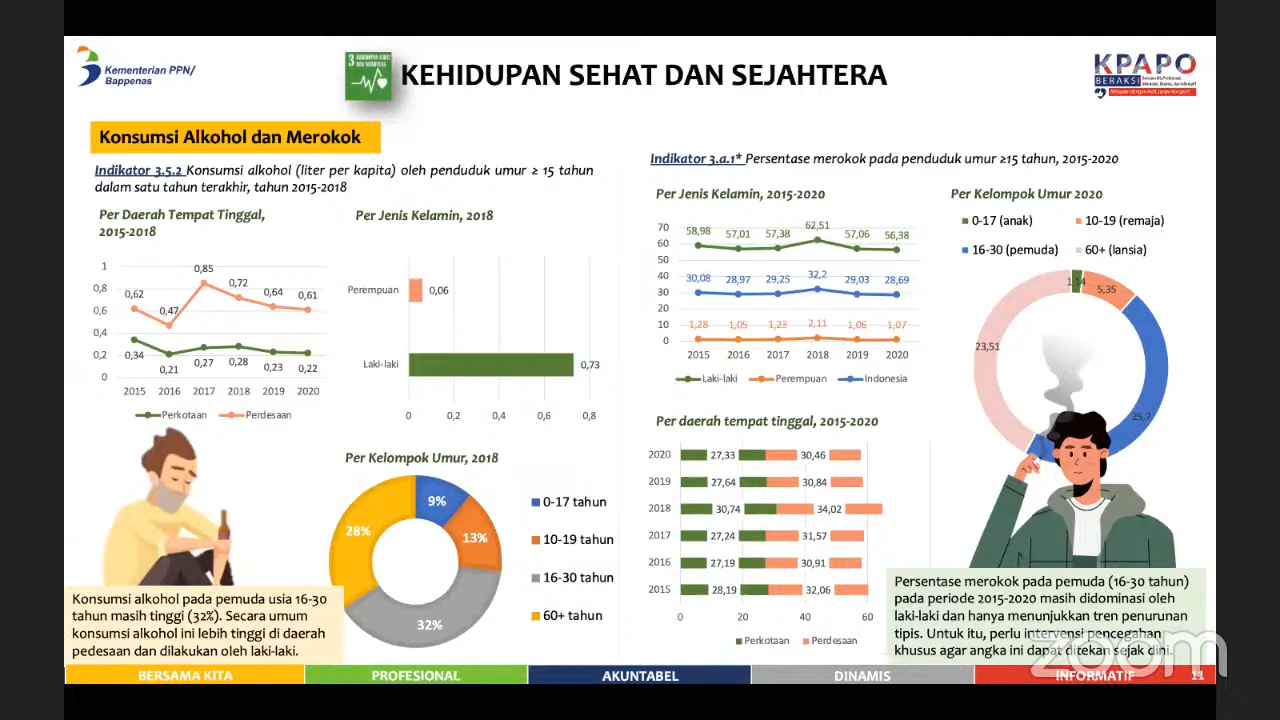 Kementerian PPN/
Bappenas
3
KEHIDUPAN SEHAT DAN SEJAHTERA
KPAPO
BERAKSI
Konsumsi Alkohol dan Merokok
Indikator 3.5.2 Konsumsi alkohol (liter per kapita) oleh penduduk umur ≥ 15 tahun
dalam satu tahun terakhir, tahun 2015-2018
Per Daerah Tempat Tinggal,
2015-2018
1
0,8
0,6
0,4
0,2
0
0,62
0,47
0,85
0,72
0,64
0,61
0,34
0,21
0,27
0,28
0,23
0,22
2015 2016 2017 2018 2019 2020
Perkotaan Perdesaan
Per Jenis Kelamin, 2018
Perempuan 0,06
Laki-laki 0,73
0 0,2 0,4 0,6 0,8
Per Kelompok Umur, 2018
9%
13%
32%
28%
0-17 tahun
10-19 tahun
16-30 tahun
60+ tahun
Konsumsi alkohol pada pemuda usia 16-30
tahun masih tinggi (32%). Secara umum
konsumsi alkohol ini lebih tinggi di daerah
pedesaan dan dilakukan oleh laki-laki.
Indikator 3.a.1* Persentase merokok pada penduduk umur ≥15 tahun, 2015-2020
Per Jenis Kelamin, 2015-2020
70
60
50
40
30
20
10
0
58,98 57,01 57,38 62,51 57,06 56,38
30,08 28,97 29,25 32,2 29,03 28,69
1,28 1,05 1,23 2,11 1,06 1,07
2015 2016 2017 2018 2019 2020
Laki-laki Perempuan Indonesia
Per daerah tempat tinggal, 2015-2020
2020 27,33 30,46
2019 27,64 30,84
2018 30,74 34,02
2017 27,24 31,57
2016 27,19 30,91
2015 28,19 32,06
0 20 40 60
Perkotaan Perdesaan
Per Kelompok Umur 2020
0-17 (anak) 10-19 (remaja)
16-30 (pemuda) 60+ (lansia)
5,35
23,51
Persentase merokok pada pemuda (16-30 tahun)
pada periode 2015-2020 masih didominasi oleh
laki-laki dan hanya menunjukkan tren penurunan
tipis. Untuk itu, perlu intervensi pencegahan
khusus agar angka ini dapat ditekan sejak dini.
zoom
BERSAMA KITA PROFESIONAL AKUNTABEL DINAMIS INFORMATIF 11